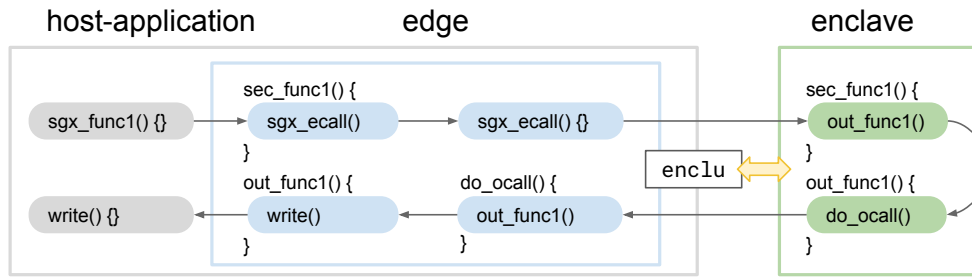 host-application
edge
enclave
sec_func1() {
sec_func1() {
sgx_func1() {}
sgx_ecall()
sgx_ecall() {}
out_func1()
}
}
enclu
out_func1() {
do_ocall() {
out_func1() {
write() {}
write()
out_func1()
do_ocall()
}
}
}